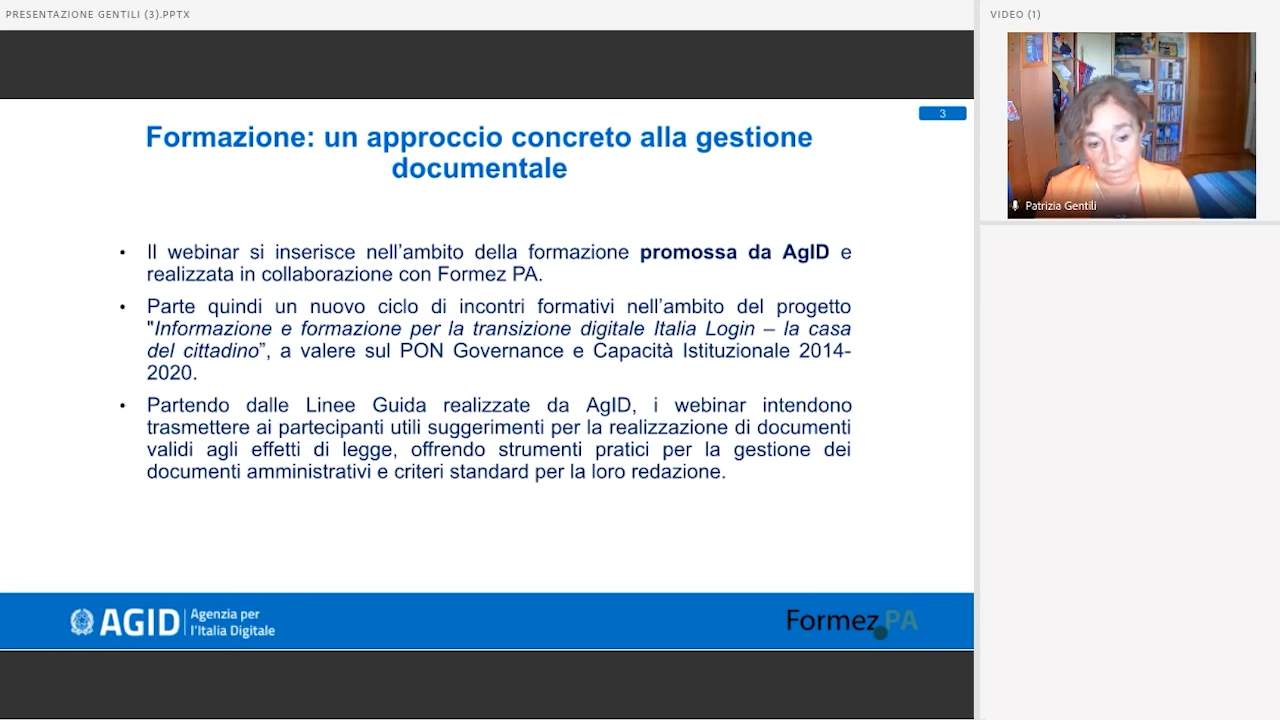 PRESENTAZIONE GENTILI (3).PPTX
VIDEO (1)
3
Formazione: un approccio concreto alla gestione
documentale
• Il webinar si inserisce nell’ambito della formazione promossa da AgID e
realizzata in collaborazione con Formez PA.
• Parte quindi un nuovo ciclo di incontri formativi nell’ambito del progetto
"Informazione e formazione per la transizione digitale Italia Login – la casa
del cittadino”, a valere sul PON Governance e Capacità Istituzionale 2014-
2020.
• Partendo dalle Linee Guida realizzate da AgID, i webinar intendono
trasmettere ai partecipanti utili suggerimenti per la realizzazione di documenti
validi agli effetti di legge, offrendo strumenti pratici per la gestione dei
documenti amministrativi e criteri standard per la loro redazione.
AGID Agenzia per
l’Italia Digitale
Formez PA
Patrizia Gentili